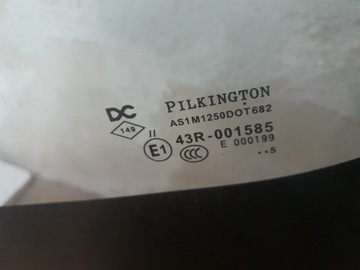 DC PILKINGTON
AS1M1250DOT682
149 II
E1 43R-001585
CCC E 000199
··5